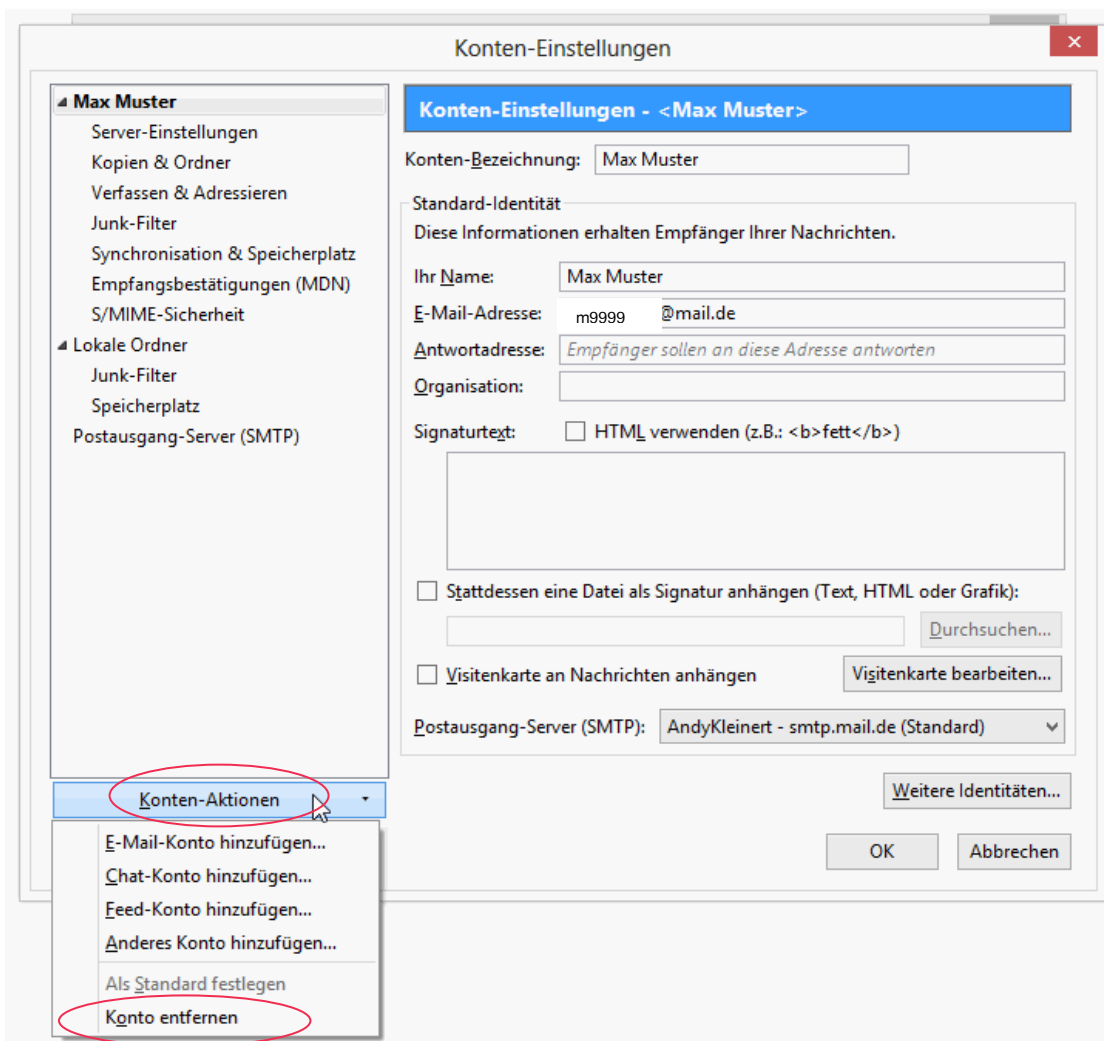 Konten-Einstellungen
Max Muster
Server-Einstellungen
Kopien & Ordner
Verfassen & Adressieren
Junk-Filter
Synchronisation & Speicherplatz
Empfangsbestätigungen (MDN)
S/MIME-Sicherheit
Lokale Ordner
Junk-Filter
Speicherplatz
Postausgang-Server (SMTP)
Konten-Einstellungen - <Max Muster>
Konten-Bezeichnung: Max Muster
Standard-Identität
Diese Informationen erhalten Empfänger Ihrer Nachrichten.
Ihr Name: Max Muster
E-Mail-Adresse: m9999 @mail.de
Antwortadresse: Empfänger sollen an diese Adresse antworten
Organisation:
Signaturtext: HTML verwenden (z.B.: <b>fett</b>)
Stattdessen eine Datei als Signatur anhängen (Text, HTML oder Grafik):
Durchsuchen...
Visitenkarte an Nachrichten anhängen Visitenkarte bearbeiten...
Postausgang-Server (SMTP): AndyKleinert - smtp.mail.de (Standard)
Weitere Identitäten...
OK Abbrechen
Konten-Aktionen
E-Mail-Konto hinzufügen...
Chat-Konto hinzufügen...
Feed-Konto hinzufügen...
Anderes Konto hinzufügen...
Als Standard festlegen
Konto entfernen